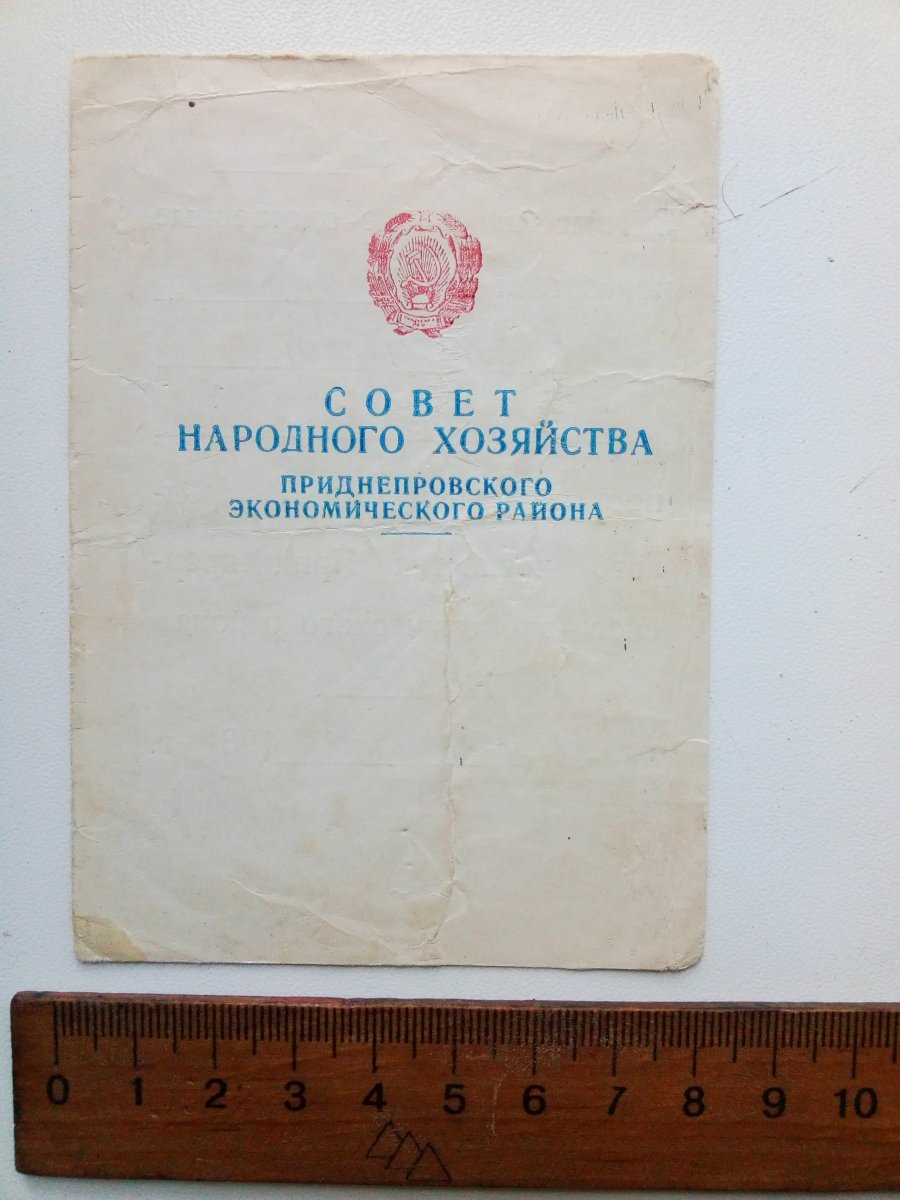 СОВЕТ
НАРОДНОГО ХОЗЯЙСТВА
ПРИДНЕПРОВСКОГО
ЭКОНОМИЧЕСКОГО РАЙОНА
0 1 2 3 4 5 6 7 8 9 10